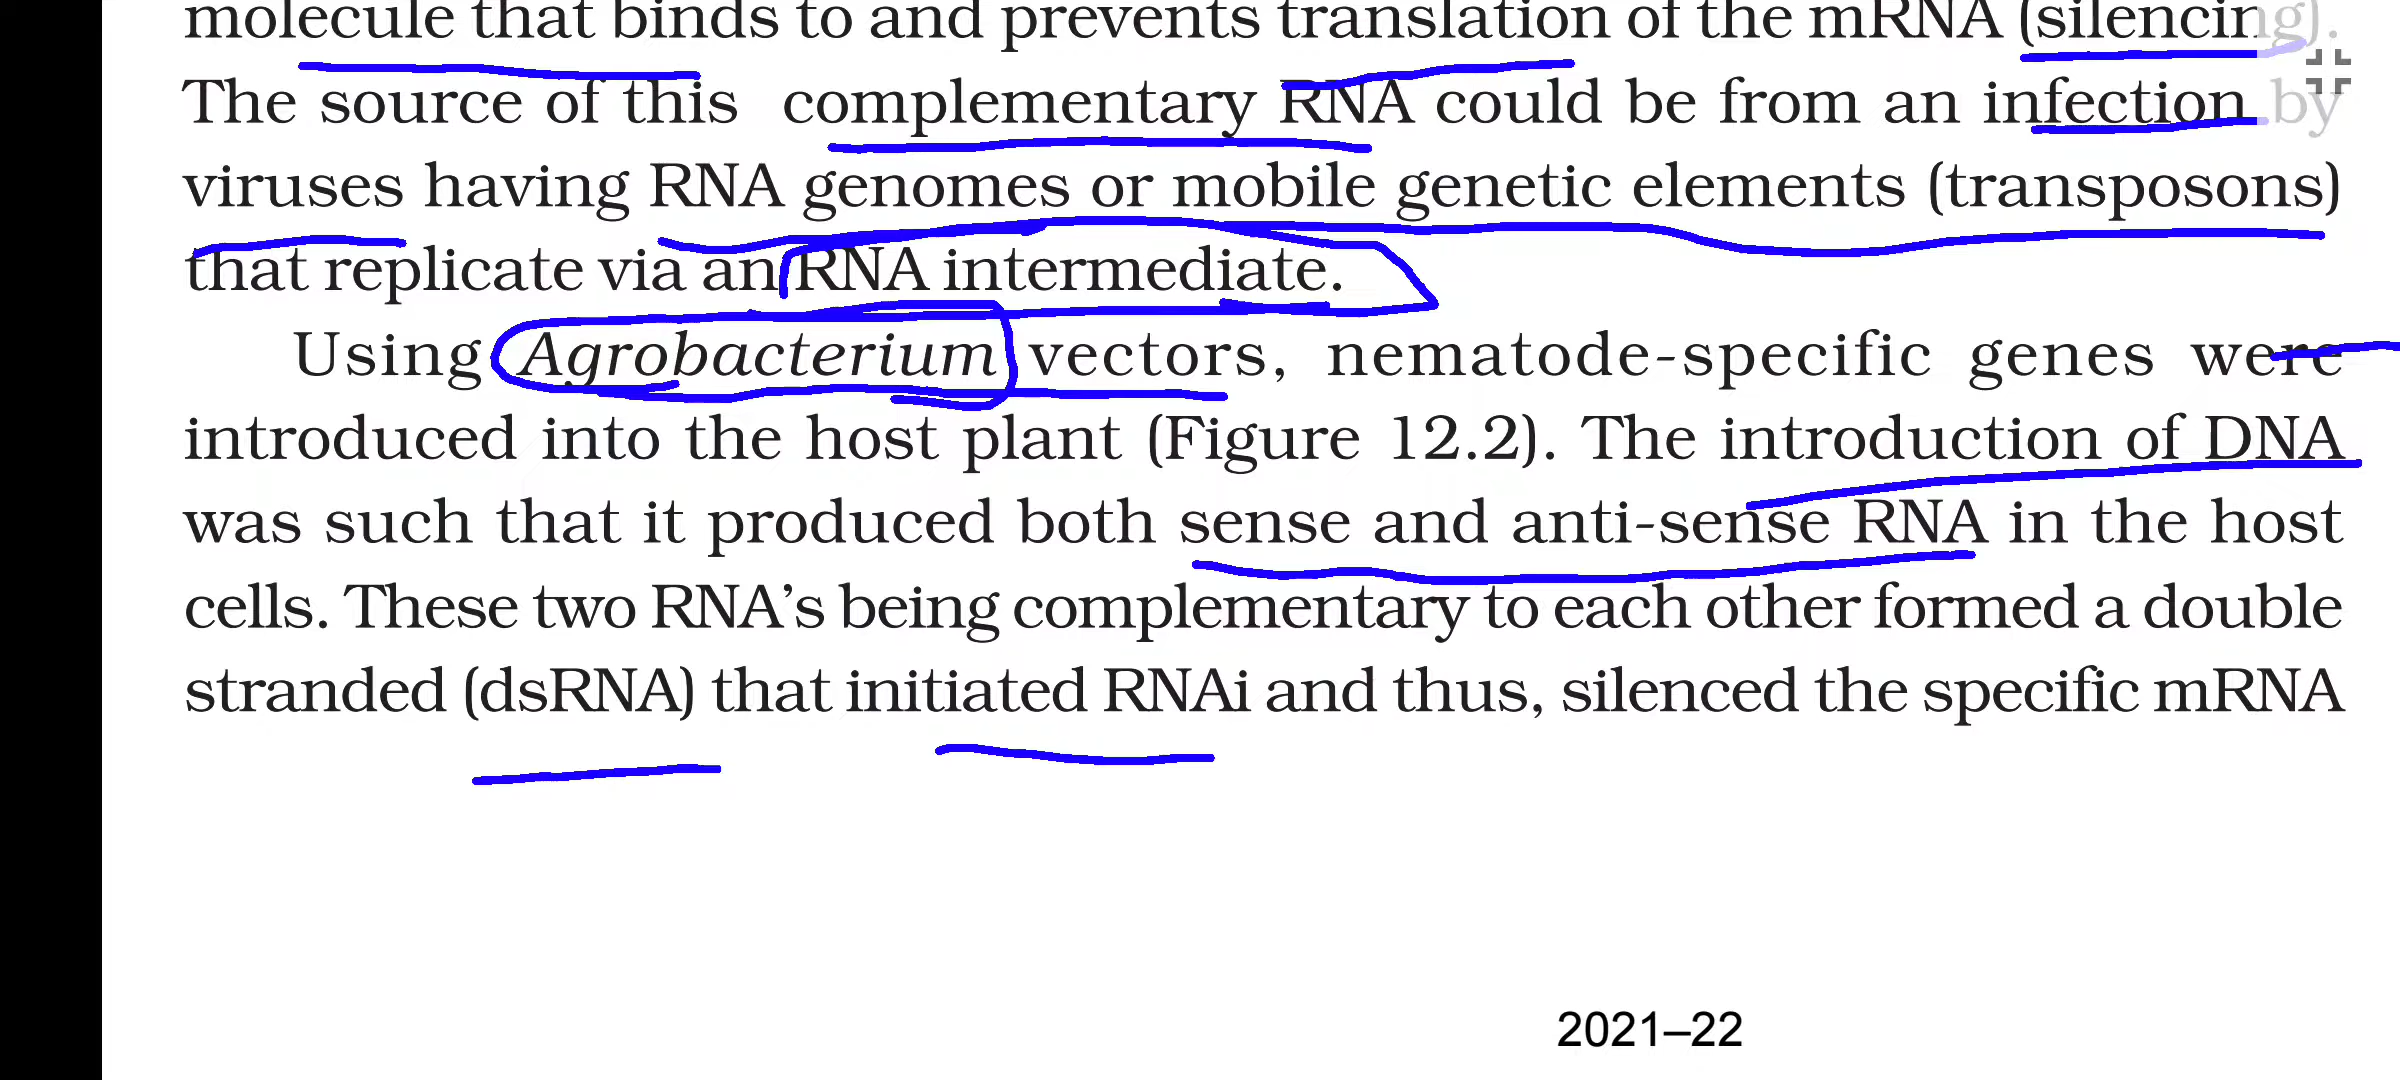 molecule that binds to and prevents translation of the mRNA (silencing).
The source of this complementary RNA could be from an infection by
viruses having RNA genomes or mobile genetic elements (transposons)
that replicate via an RNA intermediate.
Using Agrobacterium vectors, nematode-specific genes were
introduced into the host plant (Figure 12.2). The introduction of DNA
was such that it produced both sense and anti-sense RNA in the host
cells. These two RNA’s being complementary to each other formed a double
stranded (dsRNA) that initiated RNAi and thus, silenced the specific mRNA
2021–22